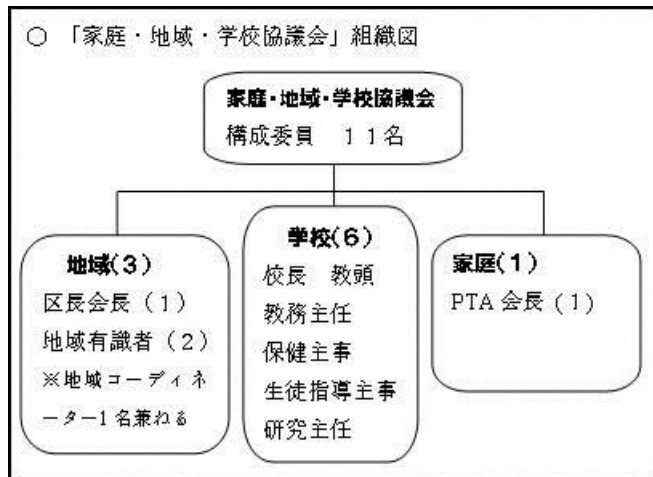 ○ 「家庭・地域・学校協議会」組織図
家庭・地域・学校協議会
構成委員 11名
地域(3)
区長会長(1)
地域有識者(2)
※地域コーディネ
ーター1名兼ねる
学校(6)
校長 教頭
教務主任
保健主事
生徒指導主事
研究主任
家庭(1)
PTA会長(1)